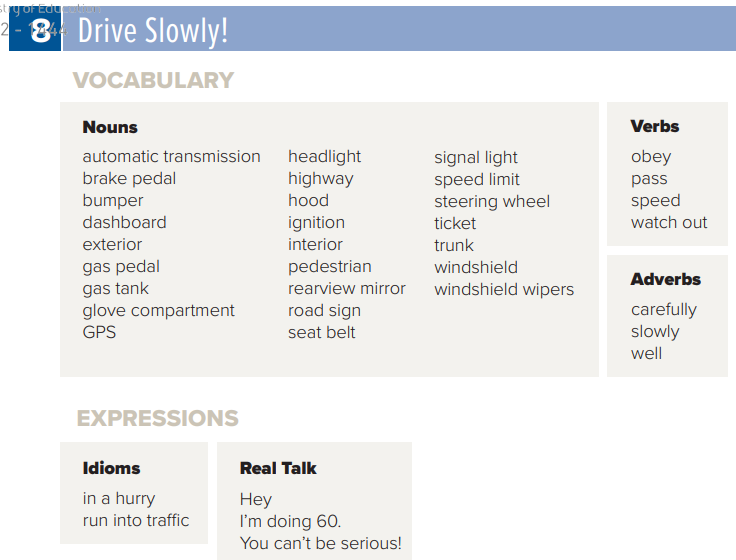 stry of Education
2 - 1444
8 Drive Slowly!
VOCABULARY
Nouns
automatic transmission
brake pedal
bumper
dashboard
exterior
gas pedal
gas tank
glove compartment
GPS
headlight
highway
hood
ignition
interior
pedestrian
rearview mirror
road sign
seat belt
signal light
speed limit
steering wheel
ticket
trunk
windshield
windshield wipers
Verbs
obey
pass
speed
watch out
Adverbs
carefully
slowly
well
EXPRESSIONS
Idioms
in a hurry
run into traffic
Real Talk
Hey
I'm doing 60.
You can't be serious!